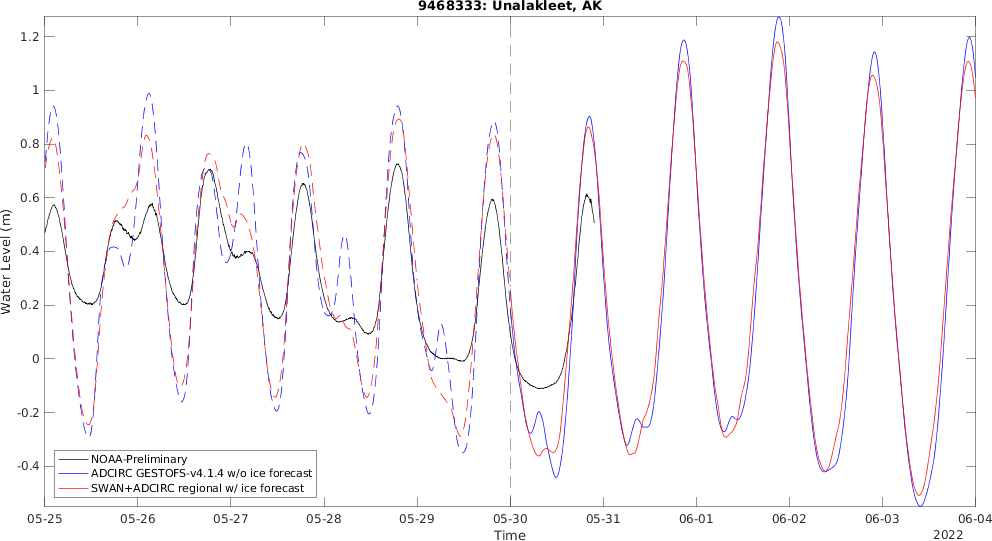 9468333: Unalakleet, AK
Water Level (m)
1.2
1
0.8
0.6
0.4
0.2
0
-0.2
-0.4
NOAA-Preliminary
ADCIRC GESTOFS-v4.1.4 w/o ice forecast
SWAN+ADCIRC regional w/ ice forecast
05-25 05-26 05-27 05-28 05-29 05-30 05-31 06-01 06-02 06-03 06-04
Time
2022